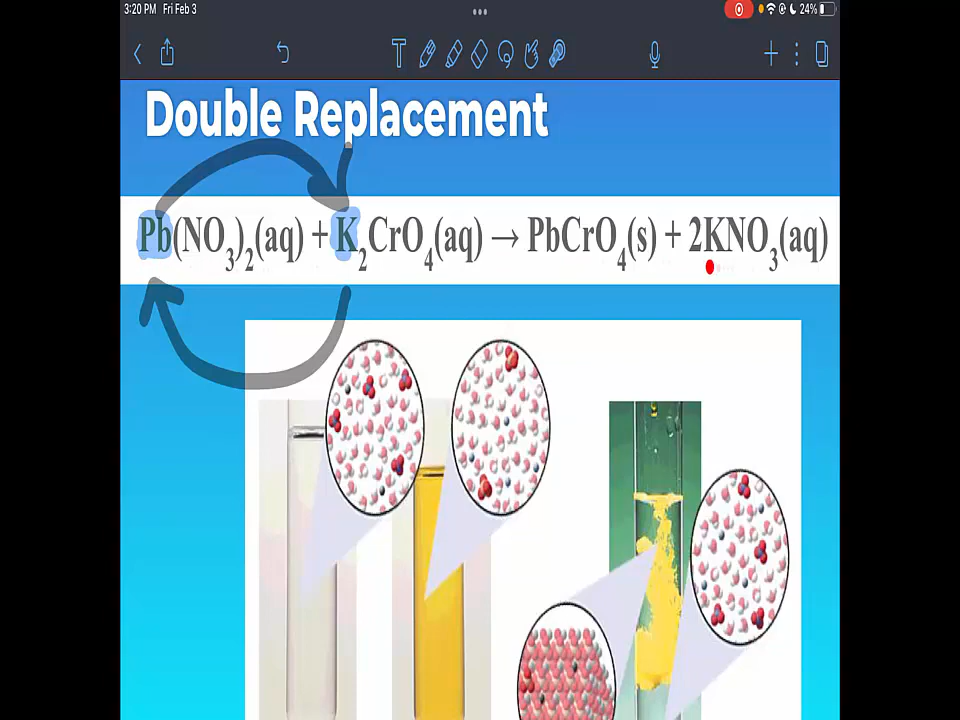 3:20 PM Fri Feb 3 24%
Double Replacement
Pb(NO₃)₂(aq) + K₂CrO₄(aq) → PbCrO₄(s) + 2KNO₃(aq)